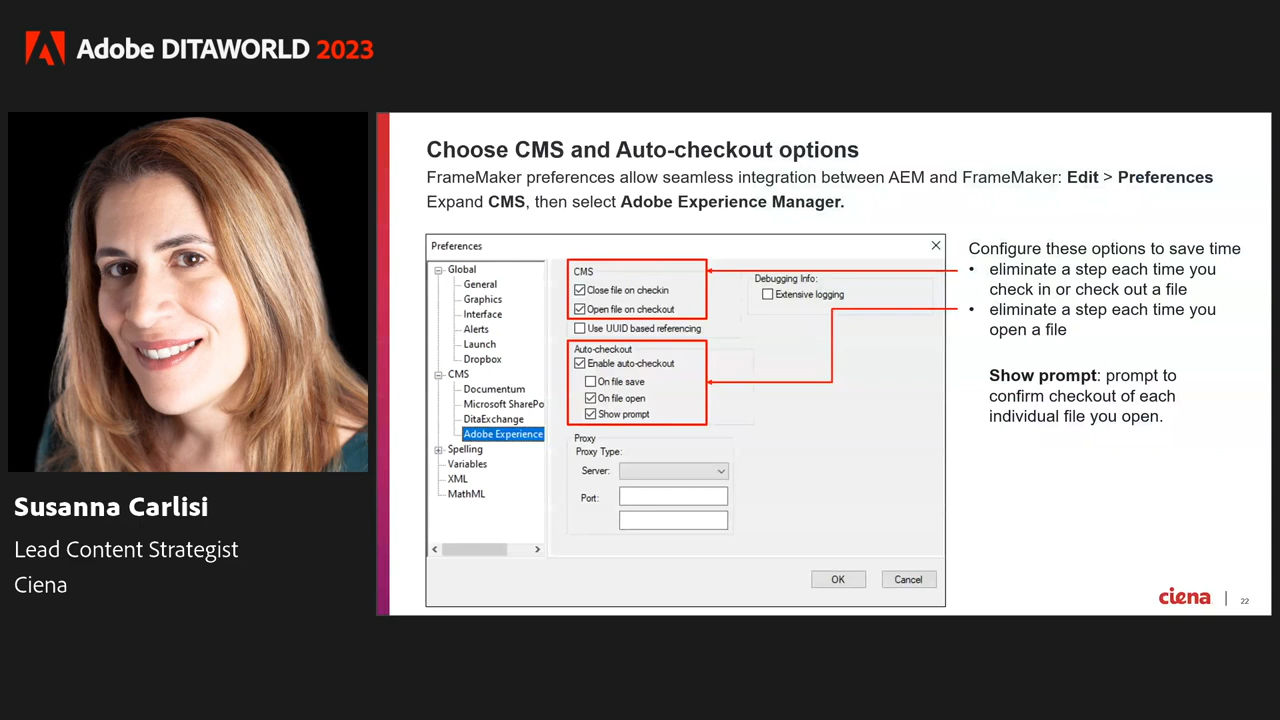 Adobe DITAWORLD 2023
Susanna Carlisi
Lead Content Strategist
Ciena
Choose CMS and Auto-checkout options
FrameMaker preferences allow seamless integration between AEM and FrameMaker: Edit > Preferences
Expand CMS, then select Adobe Experience Manager.
Preferences
Global
General
Graphics
Interface
Alerts
Launch
Dropbox
CMS
Documentum
Microsoft SharePo
DitaExchange
Adobe Experience
Spelling
Variables
XML
MathML
CMS
Close file on checkin
Open file on checkout
Use UUID based referencing
Auto-checkout
Enable auto-checkout
On file save
On file open
Show prompt
Proxy
Proxy Type:
Server:
Port:
Debugging Info:
Extensive logging
OK
Cancel
Configure these options to save time
• eliminate a step each time you
check in or check out a file
• eliminate a step each time you
open a file
Show prompt: prompt to
confirm checkout of each
individual file you open.
ciena | 22